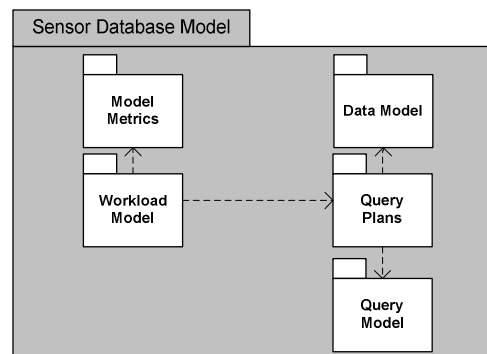 Sensor Database Model
Model
Metrics
Data Model
Workload
Model
Query
Plans
Query
Model